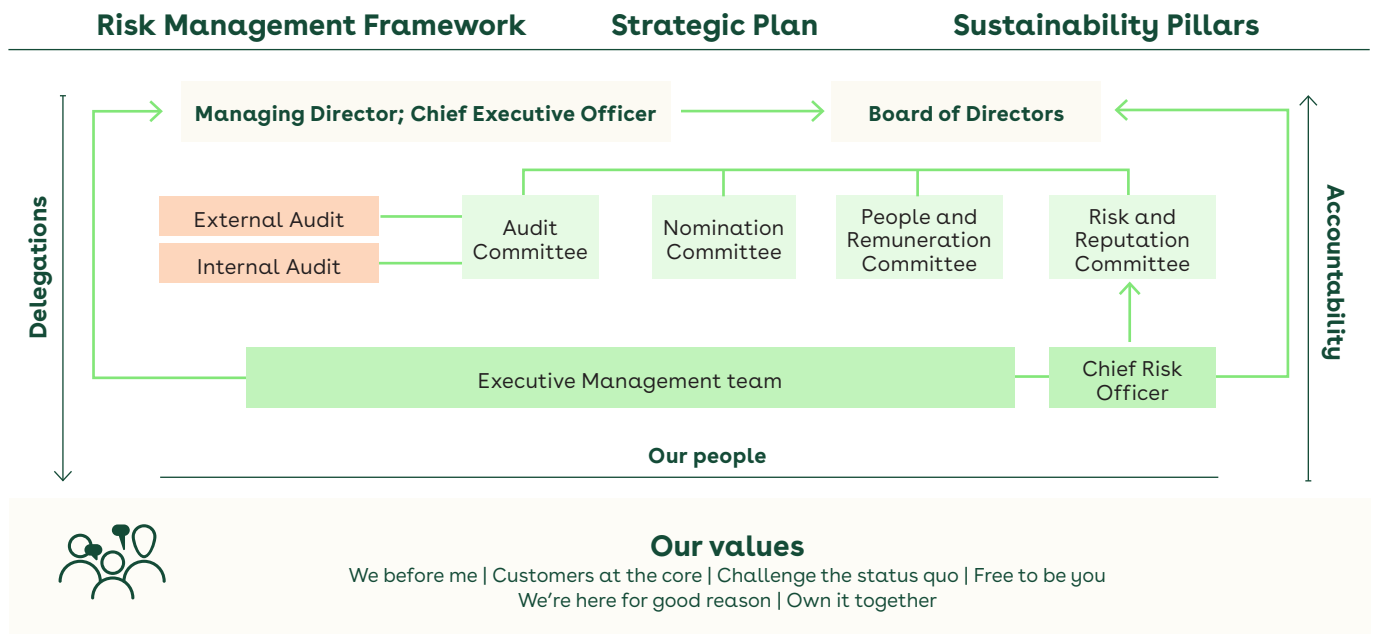 Risk Management Framework
Strategic Plan
Sustainability Pillars
Managing Director; Chief Executive Officer
Board of Directors
Delegations
Accountability
External Audit
Internal Audit
Audit
Committee
Nomination
Committee
People and
Remuneration
Committee
Risk and
Reputation
Committee
Executive Management team
Chief Risk
Officer
Our people
Our values
We before me | Customers at the core | Challenge the status quo | Free to be you
We’re here for good reason | Own it together